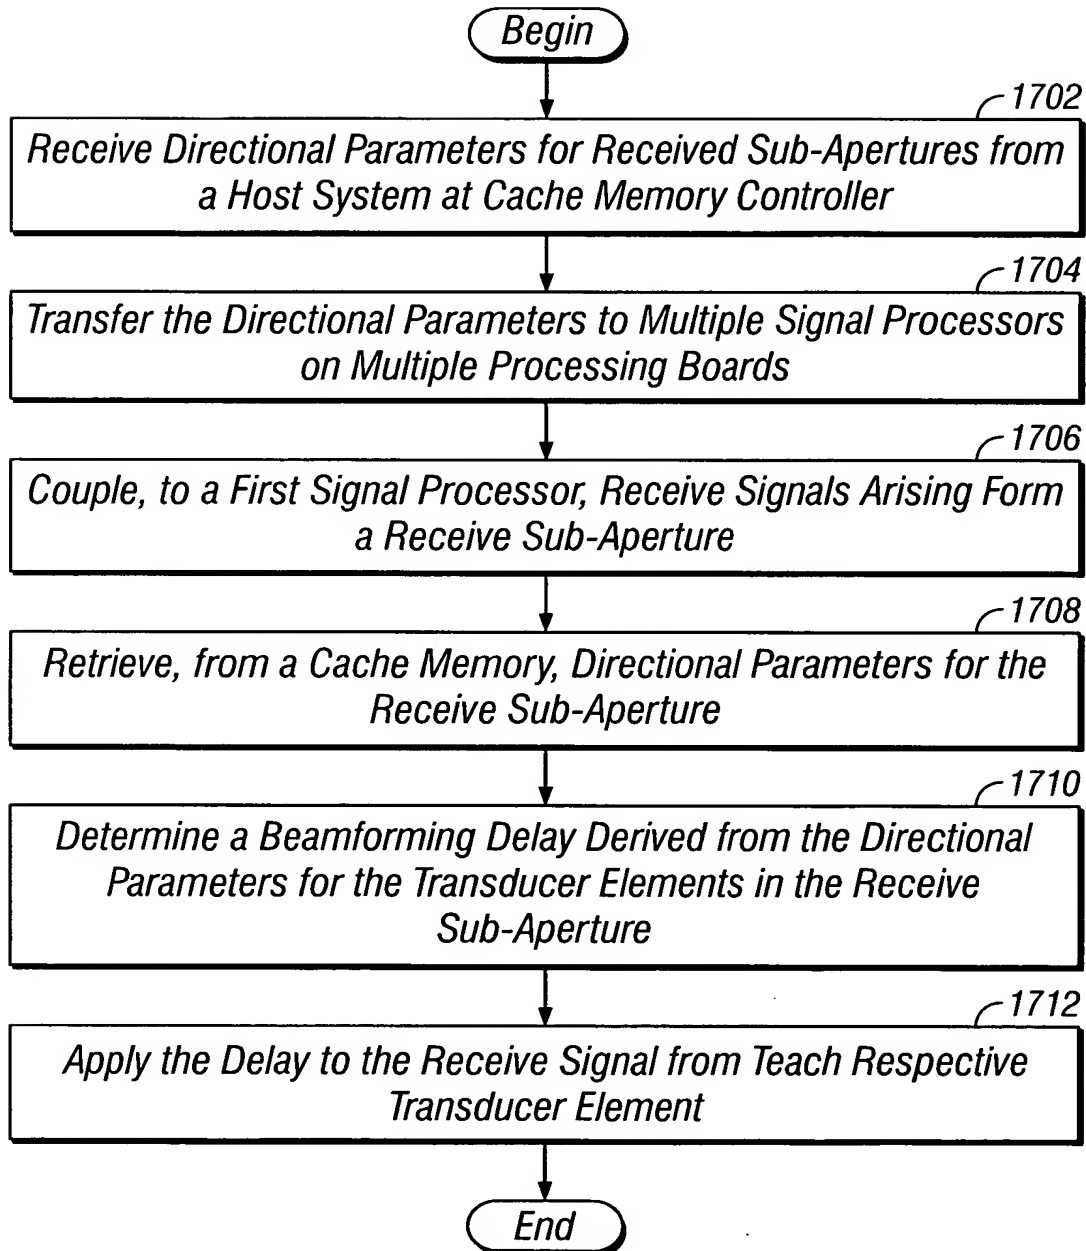 Begin
1702
Receive Directional Parameters for Received Sub-Apertures from
a Host System at Cache Memory Controller
1704
Transfer the Directional Parameters to Multiple Signal Processors
on Multiple Processing Boards
1706
Couple, to a First Signal Processor, Receive Signals Arising Form
a Receive Sub-Aperture
1708
Retrieve, from a Cache Memory, Directional Parameters for the
Receive Sub-Aperture
1710
Determine a Beamforming Delay Derived from the Directional
Parameters for the Transducer Elements in the Receive
Sub-Aperture
1712
Apply the Delay to the Receive Signal from Teach Respective
Transducer Element
End